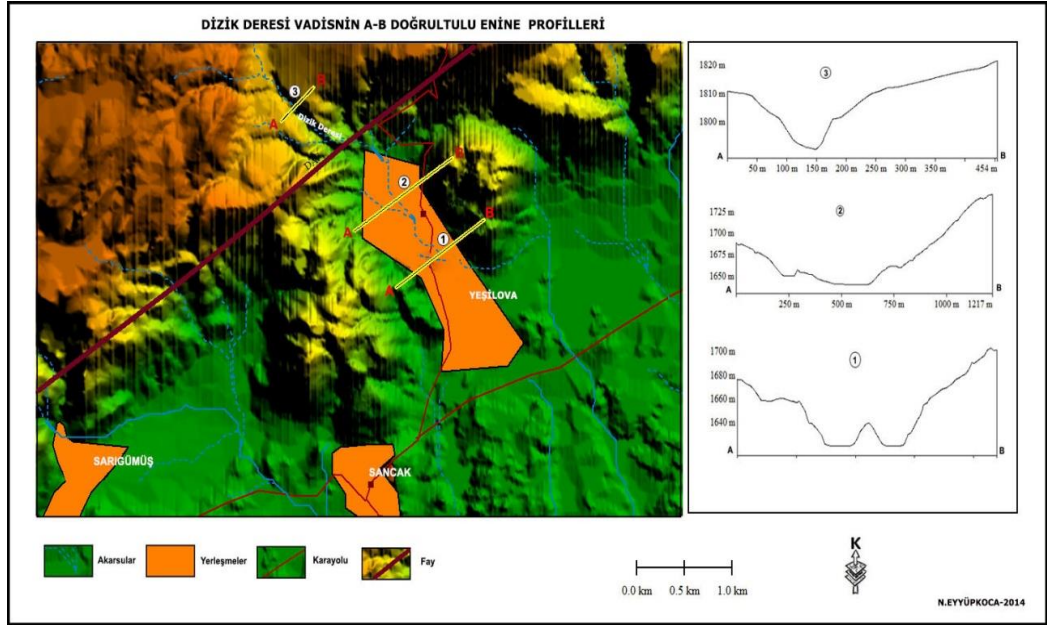 DİZİK DERESİ VADİSNİN A-B DOĞRULTULU ENİNE PROFİLLERİ
B
3
A
Dizik Deresi
D
B
2
A
B
1
A
YEŞİLOVA
SARIGÜMÜŞ
SANCAK
1820 m
3
1810 m
1800 m
A
B
50 m 100 m 150 m 200 m 250 m 300 m 350 m 454 m
1725 m
2
1700 m
1675 m
1650 m
A
B
250 m 500 m 750 m 1000 m 1217 m
1700 m
1
1680 m
1660 m
1640 m
A
B
Akarsular
Yerleşmeler
Karayolu
Fay
0.0 km 0.5 km 1.0 km
K
N.EYYÜPKOCA-2014